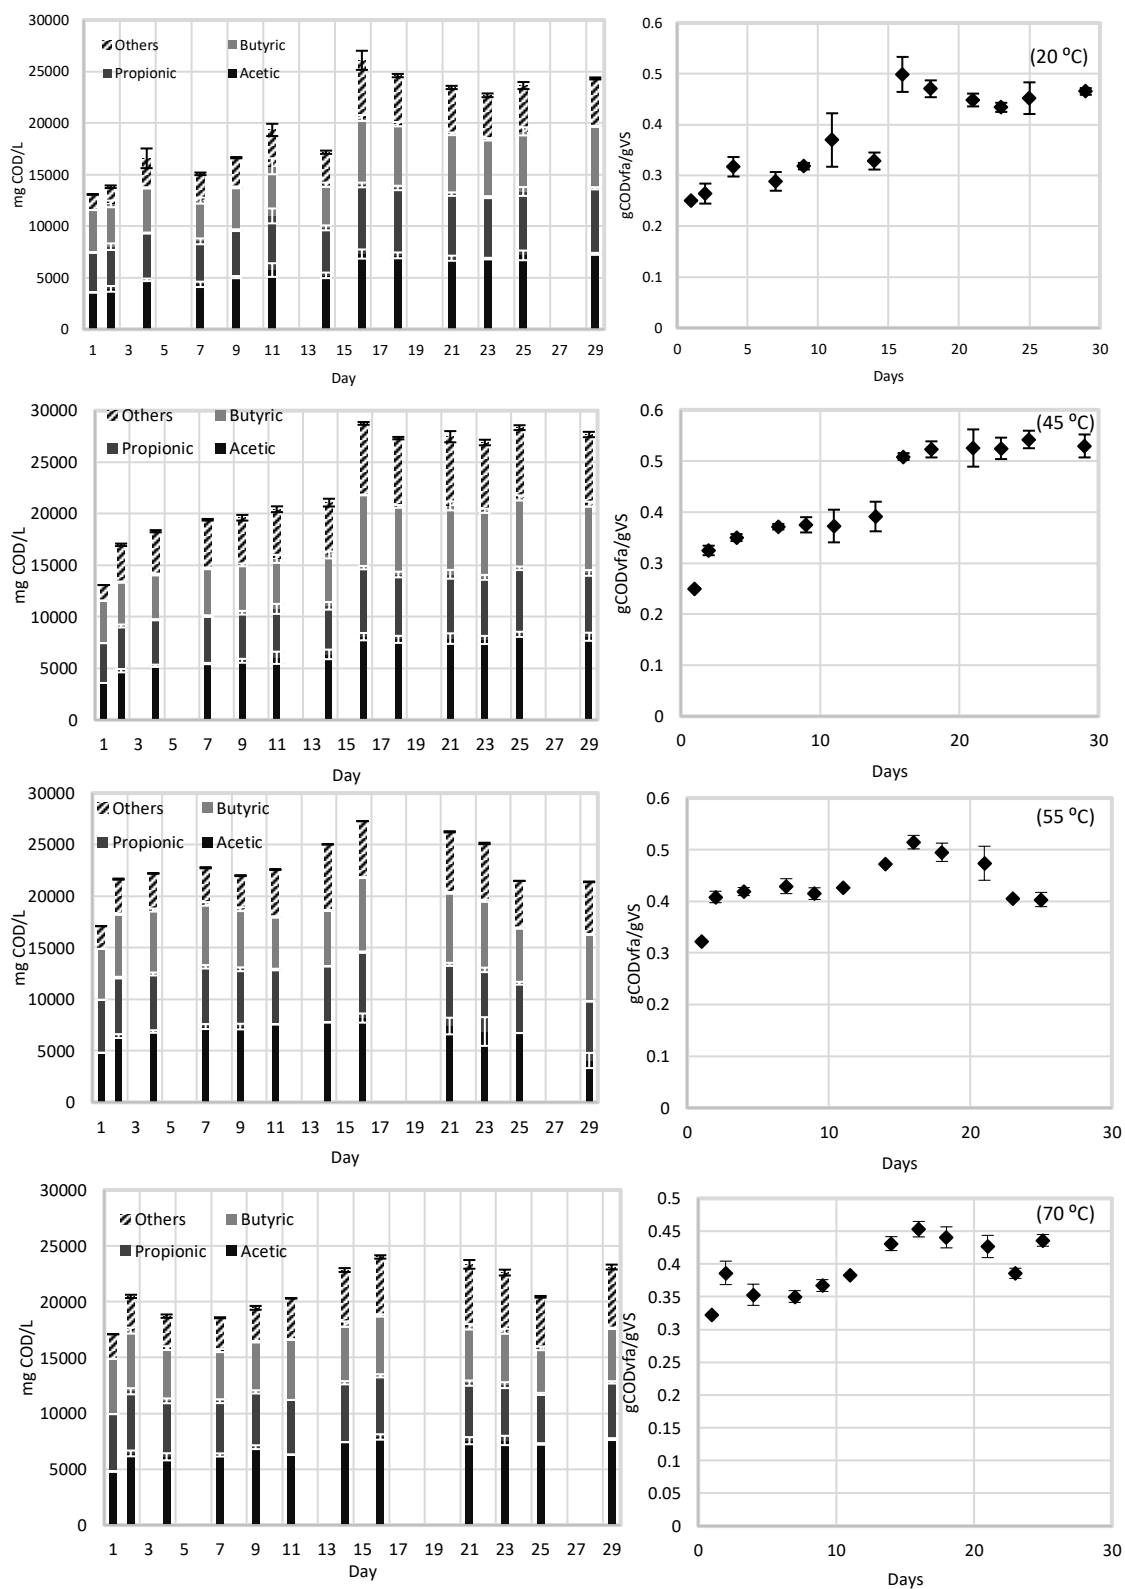 30000
25000
20000
15000
10000
5000
0
mg COD/L
Others Butyric
Propionic Acetic
1 3 5 7 9 11 13 15 17 19 21 23 25 27 29
Day
0.6
0.5
0.4
0.3
0.2
0.1
0
gCODvfa/gVS
(20 ⁰C)
0 5 10 15 20 25 30
Days
30000
25000
20000
15000
10000
5000
0
mg COD/L
Others Butyric
Propionic Acetic
1 3 5 7 9 11 13 15 17 19 21 23 25 27 29
Day
0.6
0.5
0.4
0.3
0.2
0.1
0
gCODvfa/gVS
(45 ⁰C)
0 10 20 30
Days
30000
25000
20000
15000
10000
5000
0
mg COD/L
Others Butyric
Propionic Acetic
1 3 5 7 9 11 13 15 17 19 21 23 25 27 29
Day
0.6
0.5
0.4
0.3
0.2
0.1
0
gCODvfa/gVS
(55 ⁰C)
0 10 20 30
Days
30000
25000
20000
15000
10000
5000
0
mg COD/L
Others Butyric
Propionic Acetic
1 3 5 7 9 11 13 15 17 19 21 23 25 27 29
Day
0.5
0.45
0.4
0.35
0.3
0.25
0.2
0.15
0.1
0.05
0
gCODvfa/gVS
(70 ⁰C)
0 10 20 30
Days